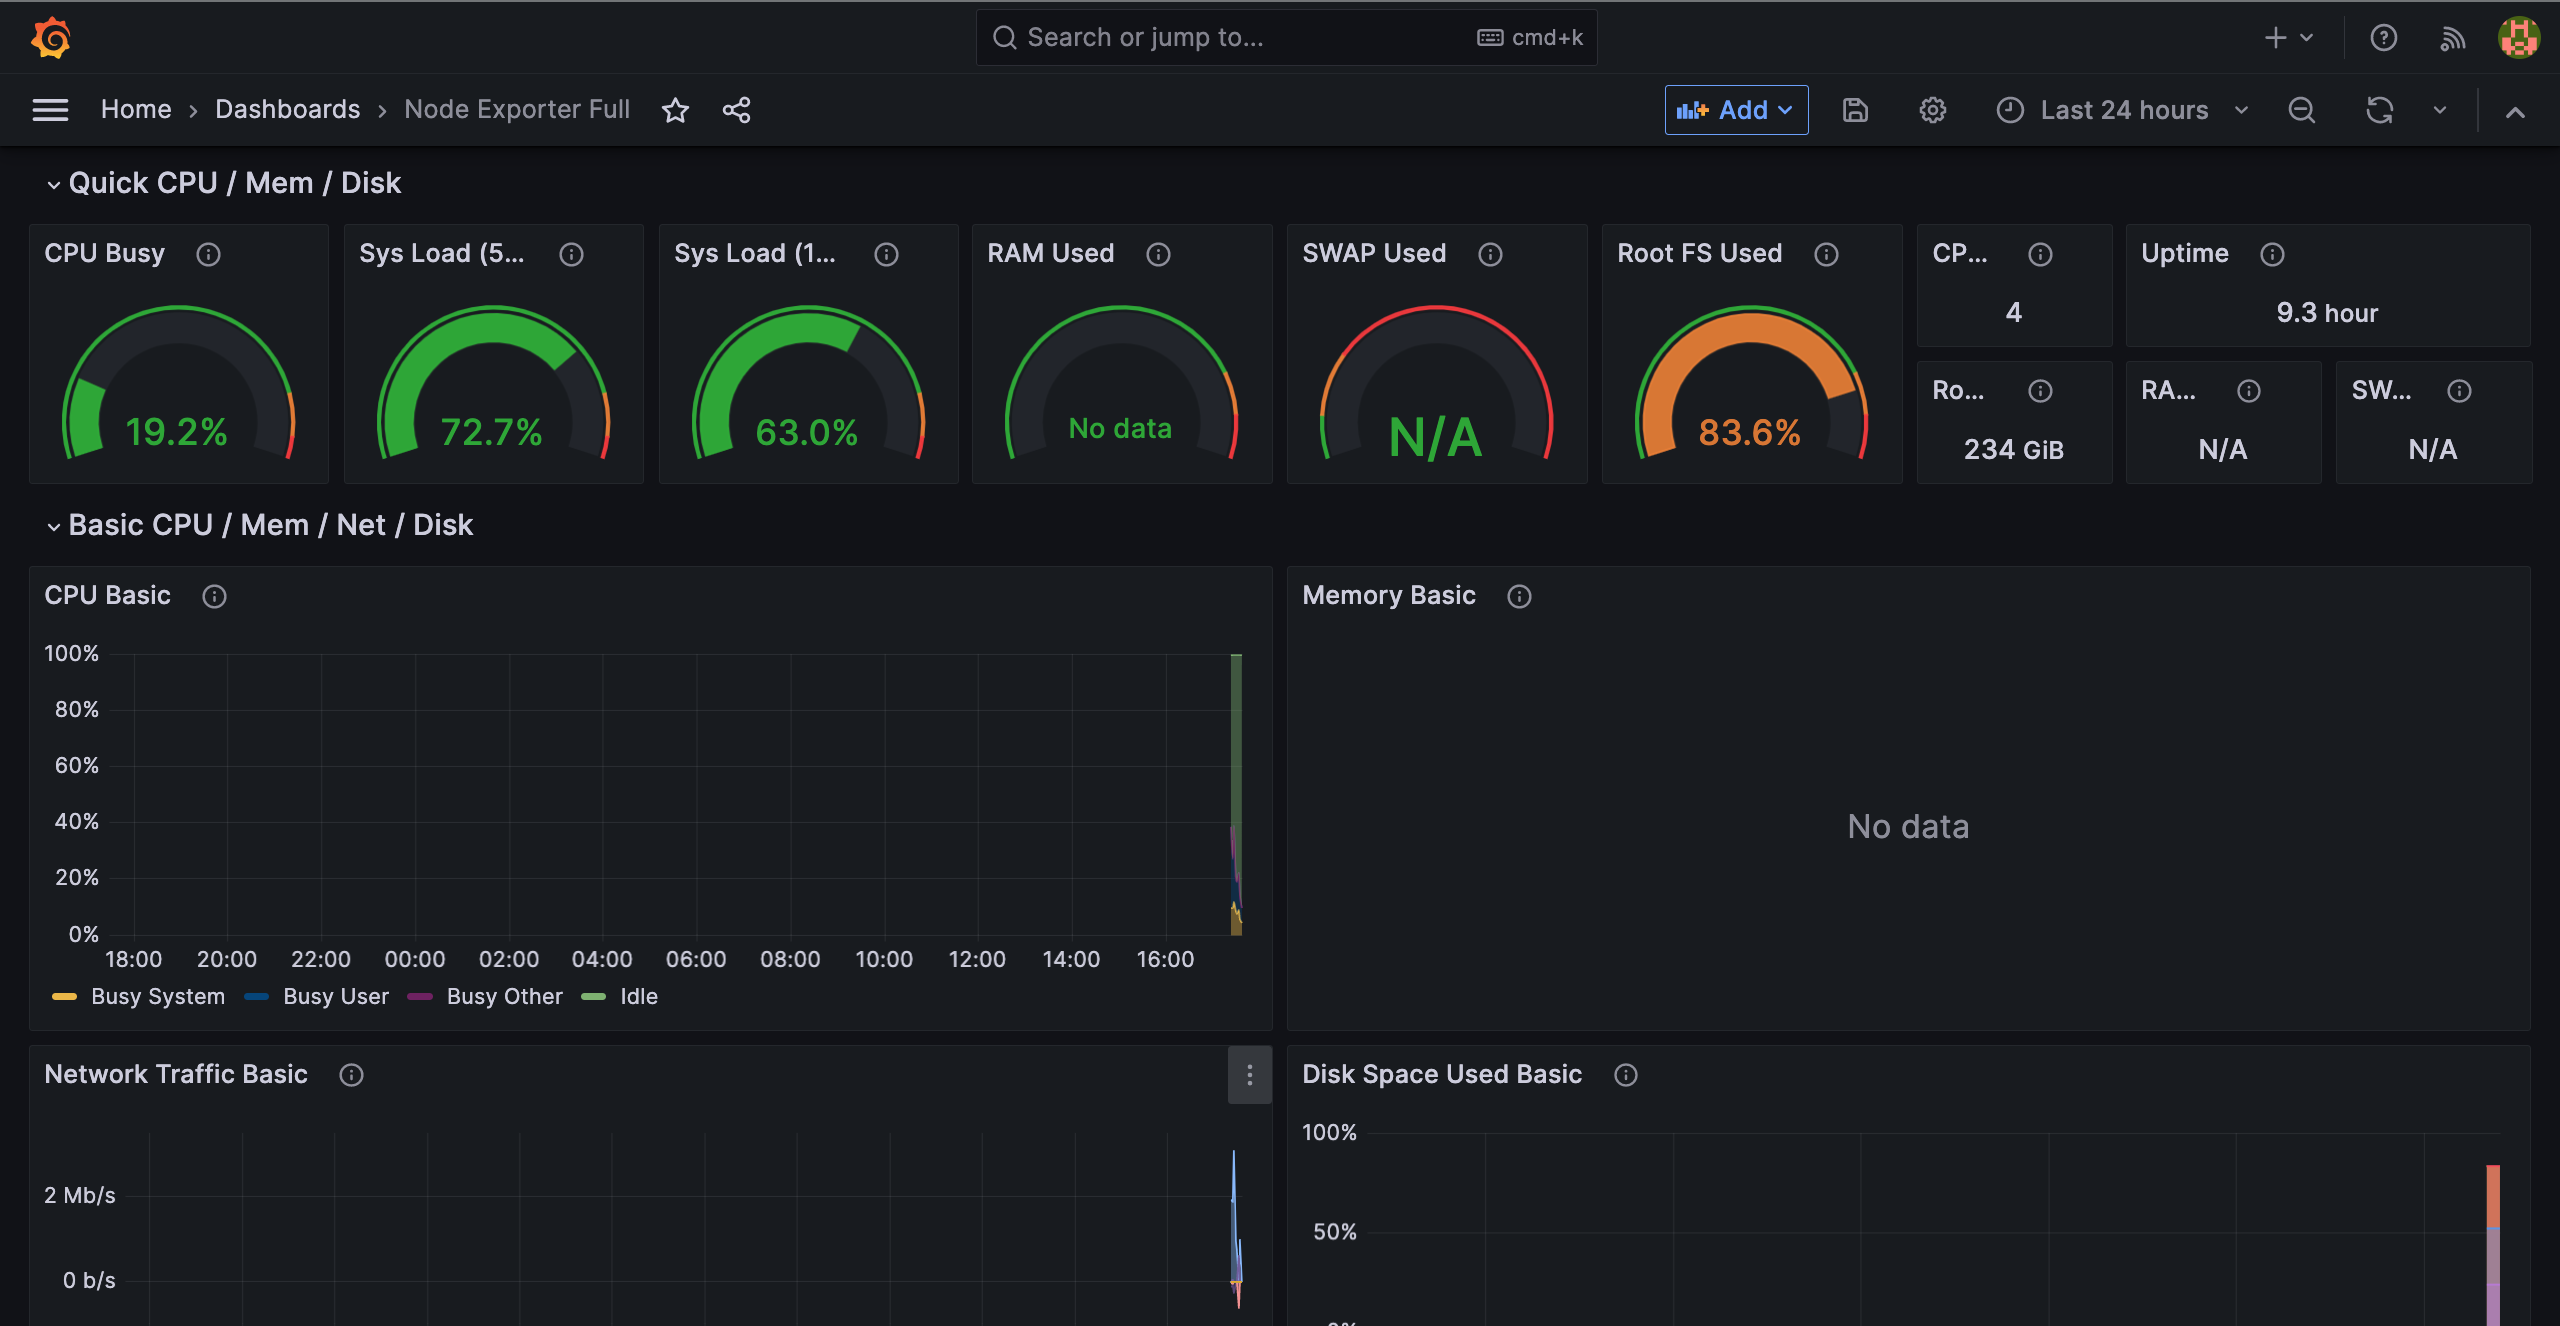 Search or jump to...
cmd+k
Home › Dashboards › Node Exporter Full
Add
Last 24 hours
Quick CPU / Mem / Disk
CPU Busy
19.2%
Sys Load (5...
72.7%
Sys Load (1...
63.0%
RAM Used
No data
SWAP Used
N/A
Root FS Used
83.6%
CP...
4
Uptime
9.3 hour
Ro...
234 GiB
RA...
N/A
SW...
N/A
Basic CPU / Mem / Net / Disk
CPU Basic
100%
80%
60%
40%
20%
0%
18:00 20:00 22:00 00:00 02:00 04:00 06:00 08:00 10:00 12:00 14:00 16:00
Busy System Busy User Busy Other Idle
Memory Basic
No data
Network Traffic Basic
2 Mb/s
0 b/s
Disk Space Used Basic
100%
50%